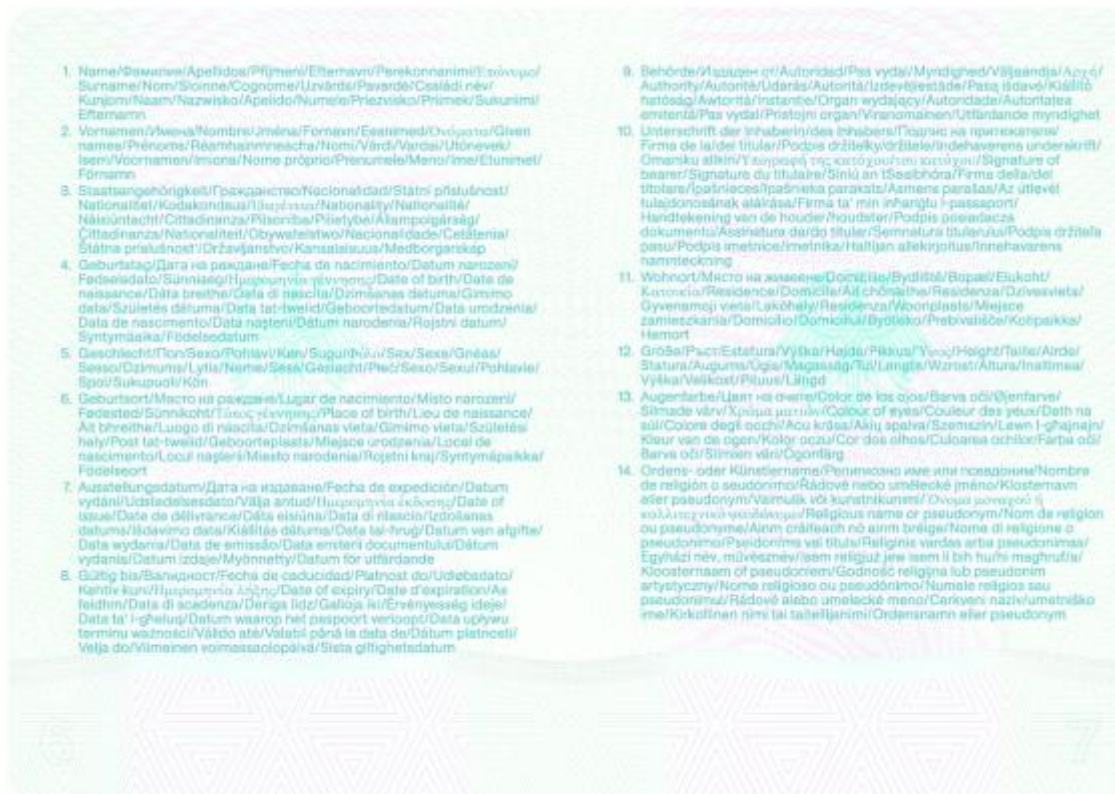 1. Name/Фамилия/Apellidos/Příjmení/Efternavn/Perekonnanimi/Επώνυμο/
Surname/Nom/Sloinne/Cognome/Uzvārds/Pavardė/Családi név/
Kunjom/Naam/Nazwisko/Apelido/Numele/Priezvisko/Priimek/Sukunimi/
Efternamn
2. Vornamen/Имена/Nombre/Jména/Fornavn/Eesnimed/Ονόματα/Given
names/Prénoms/Réamhainmneacha/Nomi/Vārdi/Vardai/Utónevek/
Isem/Voornamen/Imiona/Nome próprio/Prenumele/Meno/Ime/Etunimet/
Förnamn
3. Staatsangehörigkeit/Гражданство/Nacionalidad/Státní příslušnost/
Nationalitet/Kodakondsus/Ιθαγένεια/Nationality/Nationalité/
Náisiúntacht/Cittadinanza/Pilsonība/Pilietybė/Állampolgárság/
Ċittadinanza/Nationaliteit/Obywatelstwo/Nacionalidade/Cetăţenia/
Štátna príslušnosť/Državljanstvo/Kansalaisuus/Medborgarskap
4. Geburtstag/Дата на раждане/Fecha de nacimiento/Datum narození/
Fødselsdato/Sünniaeg/Ημερομηνία γέννησης/Date of birth/Date de
naissance/Dáta breithe/Data di nascita/Dzimšanas datums/Gimimo
data/Születés dátuma/Data tat-twelid/Geboortedatum/Data urodzenia/
Data de nascimento/Data naşterii/Dátum narodenia/Rojstni datum/
Syntymäaika/Födelsedatum
5. Geschlecht/Пол/Sexo/Pohlaví/Køn/Sugu/Φύλο/Sex/Sexe/Gnéas/
Sesso/Dzimums/Lytis/Neme/Sess/Geslacht/Płeć/Sexo/Sexul/Pohlavie/
Spol/Sukupuoli/Kön
6. Geburtsort/Място на раждане/Lugar de nacimiento/Místo narození/
Fødested/Sünnikoht/Τόπος γέννησης/Place of birth/Lieu de naissance/
Áit bhreithe/Luogo di nascita/Dzimšanas vieta/Gimimo vieta/Születési
hely/Post tat-twelid/Geboorteplaats/Miejsce urodzenia/Local de
nascimento/Locul naşterii/Miesto narodenia/Rojstni kraj/Syntymäpaikka/
Födelseort
7. Ausstellungsdatum/Дата на издаване/Fecha de expedición/Datum
vydání/Udstedelsesdato/Välja antud/Ημερομηνία έκδοσης/Date of
issue/Date de délivrance/Dáta eisiúna/Data di rilascio/Izdošanas
datums/Išdavimo data/Kiállítás dátuma/Data tal-ħruġ/Datum van afgifte/
Data wydania/Data de emissão/Data emiterii documentului/Dátum
vydania/Datum izdaje/Myönnetty/Datum för utfärdande
8. Gültig bis/Валидност/Fecha de caducidad/Platnost do/Udløbsdato/
Kehtiv kuni/Ημερομηνία λήξης/Date of expiry/Date d'expiration/As
feidhm/Data di scadenza/Derīga līdz/Galioja iki/Érvényesség ideje/
Data ta' l-għeluq/Datum waarop het paspoort verloopt/Data upływu
terminu ważności/Válido até/Valabil până la data de/Dátum platnosti/
Velja do/Viimeinen voimassaolopäivä/Sista giltighetsdatum
6
9. Behörde/Издаден от/Autoridad/Pas vydal/Myndighed/Väljaandja/Αρχή/
Authority/Autorité/Údarás/Autorità/Izdevējiestāde/Pasą išdavė/Kiállító
hatóság/Awtorità/Instantie/Organ wydający/Autoridade/Autoritatea
emitentă/Pas vydal/Pristojni organ/Viranomainen/Utfärdande myndighet
10. Unterschrift der Inhaberin/des Inhabers/Подпис на притежателя/
Firma de la/del titular/Podpis držitelky/držitele/Indehaverens underskrift/
Omaniku allkiri/Υπογραφή της κατόχου/του κατόχου/Signature of
bearer/Signature du titulaire/Síniú an tSealbhóra/Firma della/del
titolare/Īpašnieces/īpašnieka paraksts/Asmens parašas/Az útlevél
tulajdonosának aláírása/Firma ta' min inħariġlu l-passaport/
Handtekening van de houder/houdster/Podpis posiadacza
dokumentu/Assinatura da/do titular/Semnatura titularului/Podpis držiteľa
pasu/Podpis imetnice/imetnika/Haltijan allekirjoitus/Innehavarens
namnteckning
11. Wohnort/Място на живеене/Domicilio/Bydliště/Bopæl/Elukoht/
Κατοικία/Residence/Domicile/Áit chónaithe/Residenza/Dzīvesvieta/
Gyvenamoji vieta/Lakóhely/Residenza/Woonplaats/Miejsce
zamieszkania/Domicílio/Domiciliul/Bydlisko/Prebivališče/Kotipaikka/
Hemort
12. Größe/Ръст/Estatura/Výška/Højde/Pikkus/Ύψος/Height/Taille/Airde/
Statura/Augums/Ūgis/Magasság/Tul/Lengte/Wzrost/Altura/Inaltimea/
Výška/Velikost/Pituus/Längd
13. Augenfarbe/Цвят на очите/Color de los ojos/Barva očí/Øjenfarve/
Silmade värv/Χρώμα ματιών/Colour of eyes/Couleur des yeux/Dath na
súl/Colore degli occhi/Acu krāsa/Akių spalva/Szemszín/Lewn l-għajnejn/
Kleur van de ogen/Kolor oczu/Cor dos olhos/Culoarea ochilor/Farba očí/
Barva oči/Silmien väri/Ögonfärg
14. Ordens- oder Künstlername/Религиозно име или псевдоним/Nombre
de religión o seudónimo/Řádové nebo umělecké jméno/Klosternavn
eller pseudonym/Vaimulik või kunstnikunimi/Όνομα μοναχού ή
καλλιτεχνικό ψευδώνυμο/Religious name or pseudonym/Nom de religion
ou pseudonyme/Ainm cráifeach nó ainm bréige/Nome di religione o
pseudonimo/Pseidonīms vai tituls/Religinis vardas arba pseudonimas/
Egyházi név, művésznév/Isem reliġjuż jew isem li bih hu/hi magħruf/a/
Kloosternaam of pseudoniem/Godność religijna lub pseudonim
artystyczny/Nome religioso ou pseudónimo/Numele religios sau
pseudonimul/Rádové alebo umelecké meno/Cerkveni naziv/umetniško
ime/Kirkollinen nimi tai taiteilijanimi/Ordensnamn eller pseudonym
7